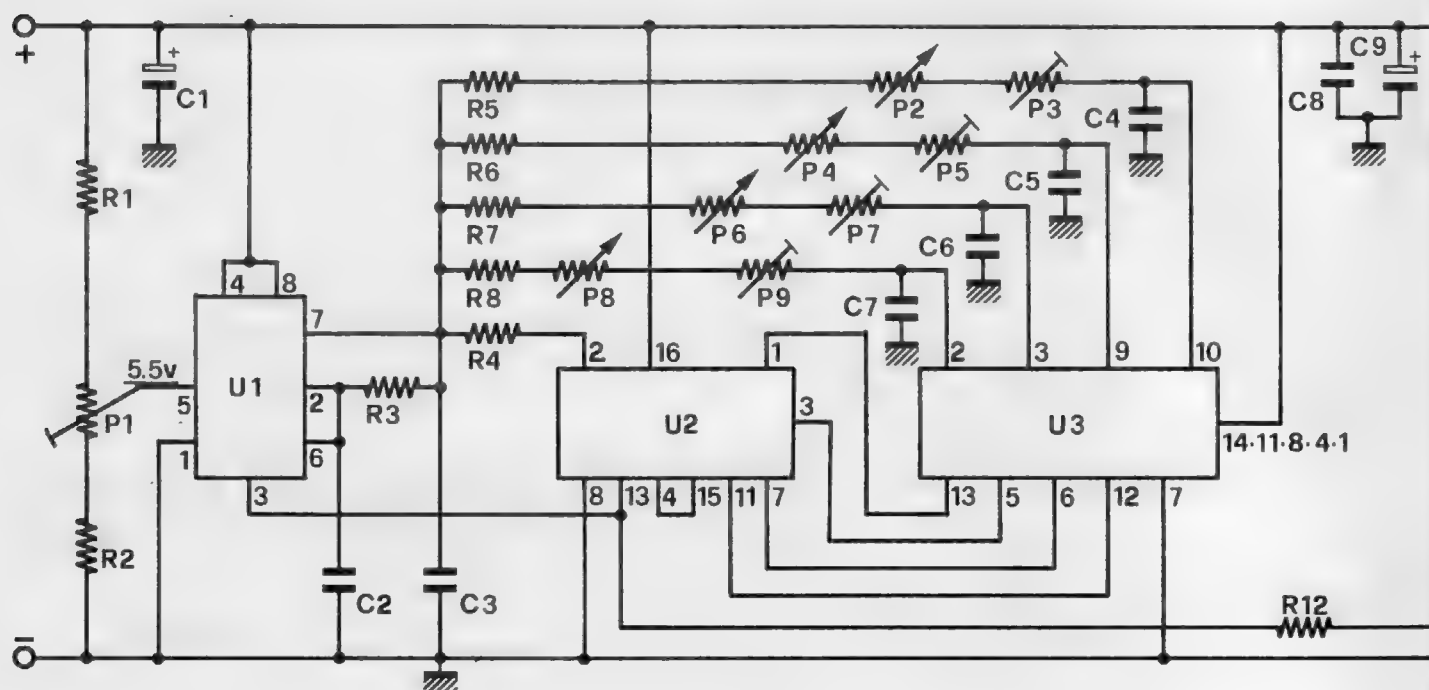 +
+
C1
R5
P2
P3
C4
C8
C9
+
R6
P4
P5
C5
R1
R7
P6
P7
C6
4
8
R8
P8
P9
C7
7
R4
2
16
1
2
3
9
10
5.5v
5
U1
2
R3
P1
1
6
3
U2
3
U3
14·11·8·4·1
8
13
4
15
11
7
13
5
6
12
7
R2
C2
C3
R12
−